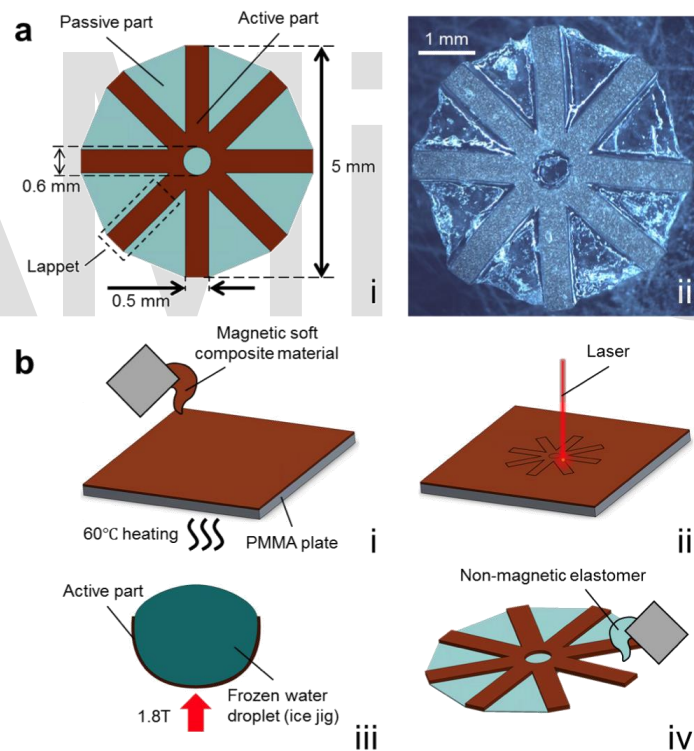 a
Passive part
Active part
5 mm
0.6 mm
Lappet
0.5 mm
i
1 mm
ii
b
Magnetic soft
composite material
60℃ heating
PMMA plate
i
Laser
ii
Active part
1.8T
Frozen water
droplet (ice jig)
iii
Non-magnetic elastomer
iv